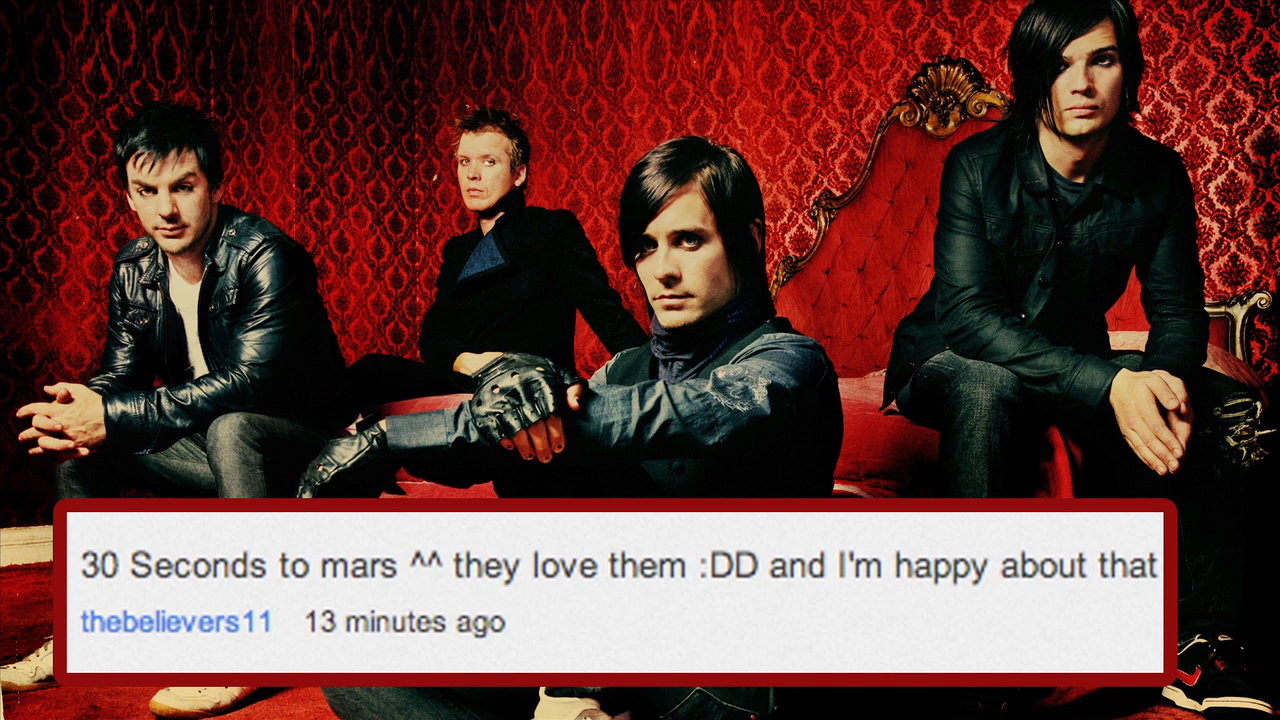 30 Seconds to mars ^^ they love them :DD and I'm happy about that
thebelievers11 13 minutes ago